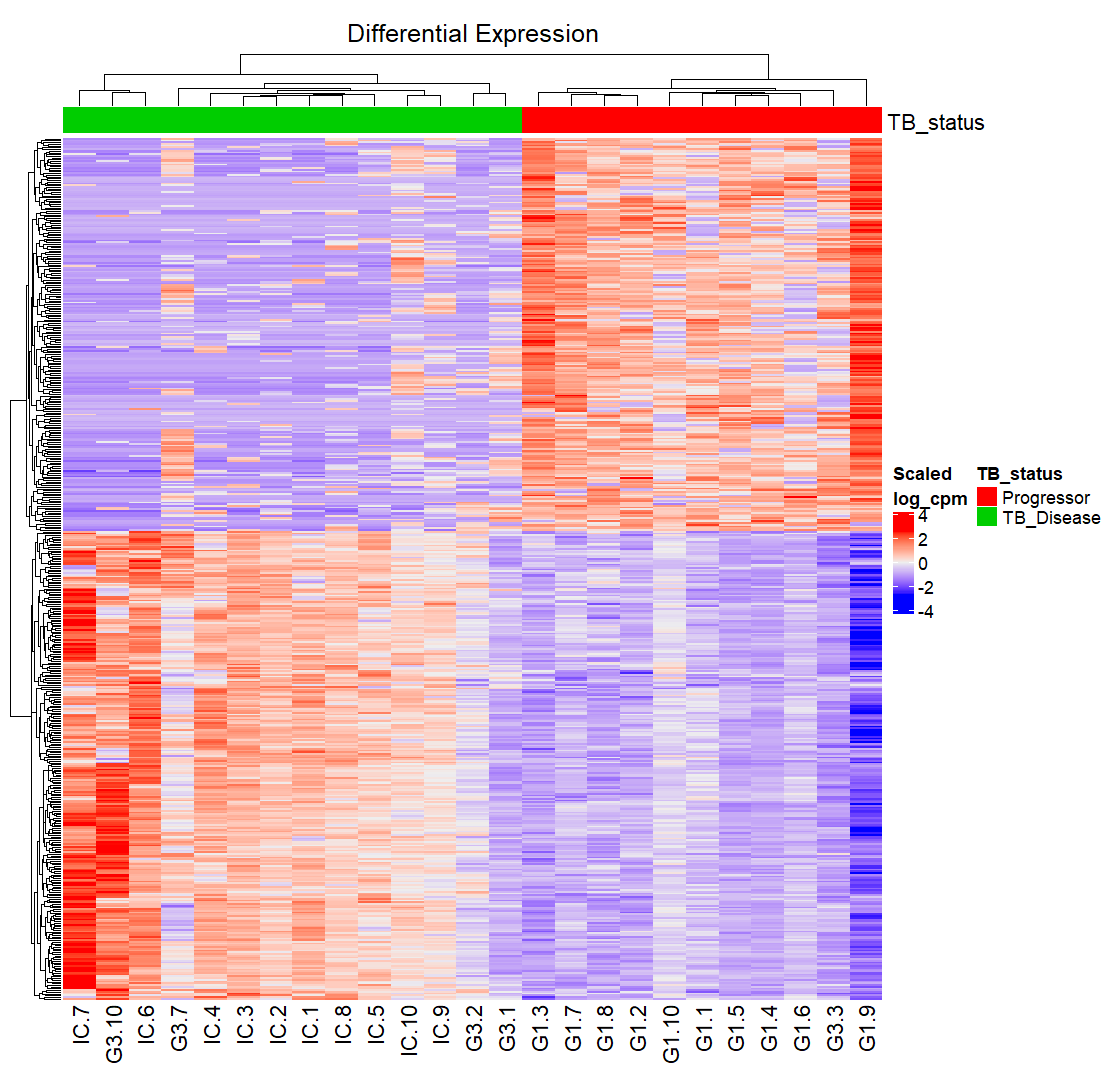 Differential Expression
TB_status
Scaled
log_cpm
4
2
0
-2
-4
TB_status
Progressor
TB_Disease
IC.7
G3.10
IC.6
G3.7
IC.4
IC.3
IC.2
IC.1
IC.8
IC.5
IC.10
IC.9
G3.2
G3.1
G1.3
G1.7
G1.8
G1.2
G1.10
G1.1
G1.5
G1.4
G1.6
G3.3
G1.9